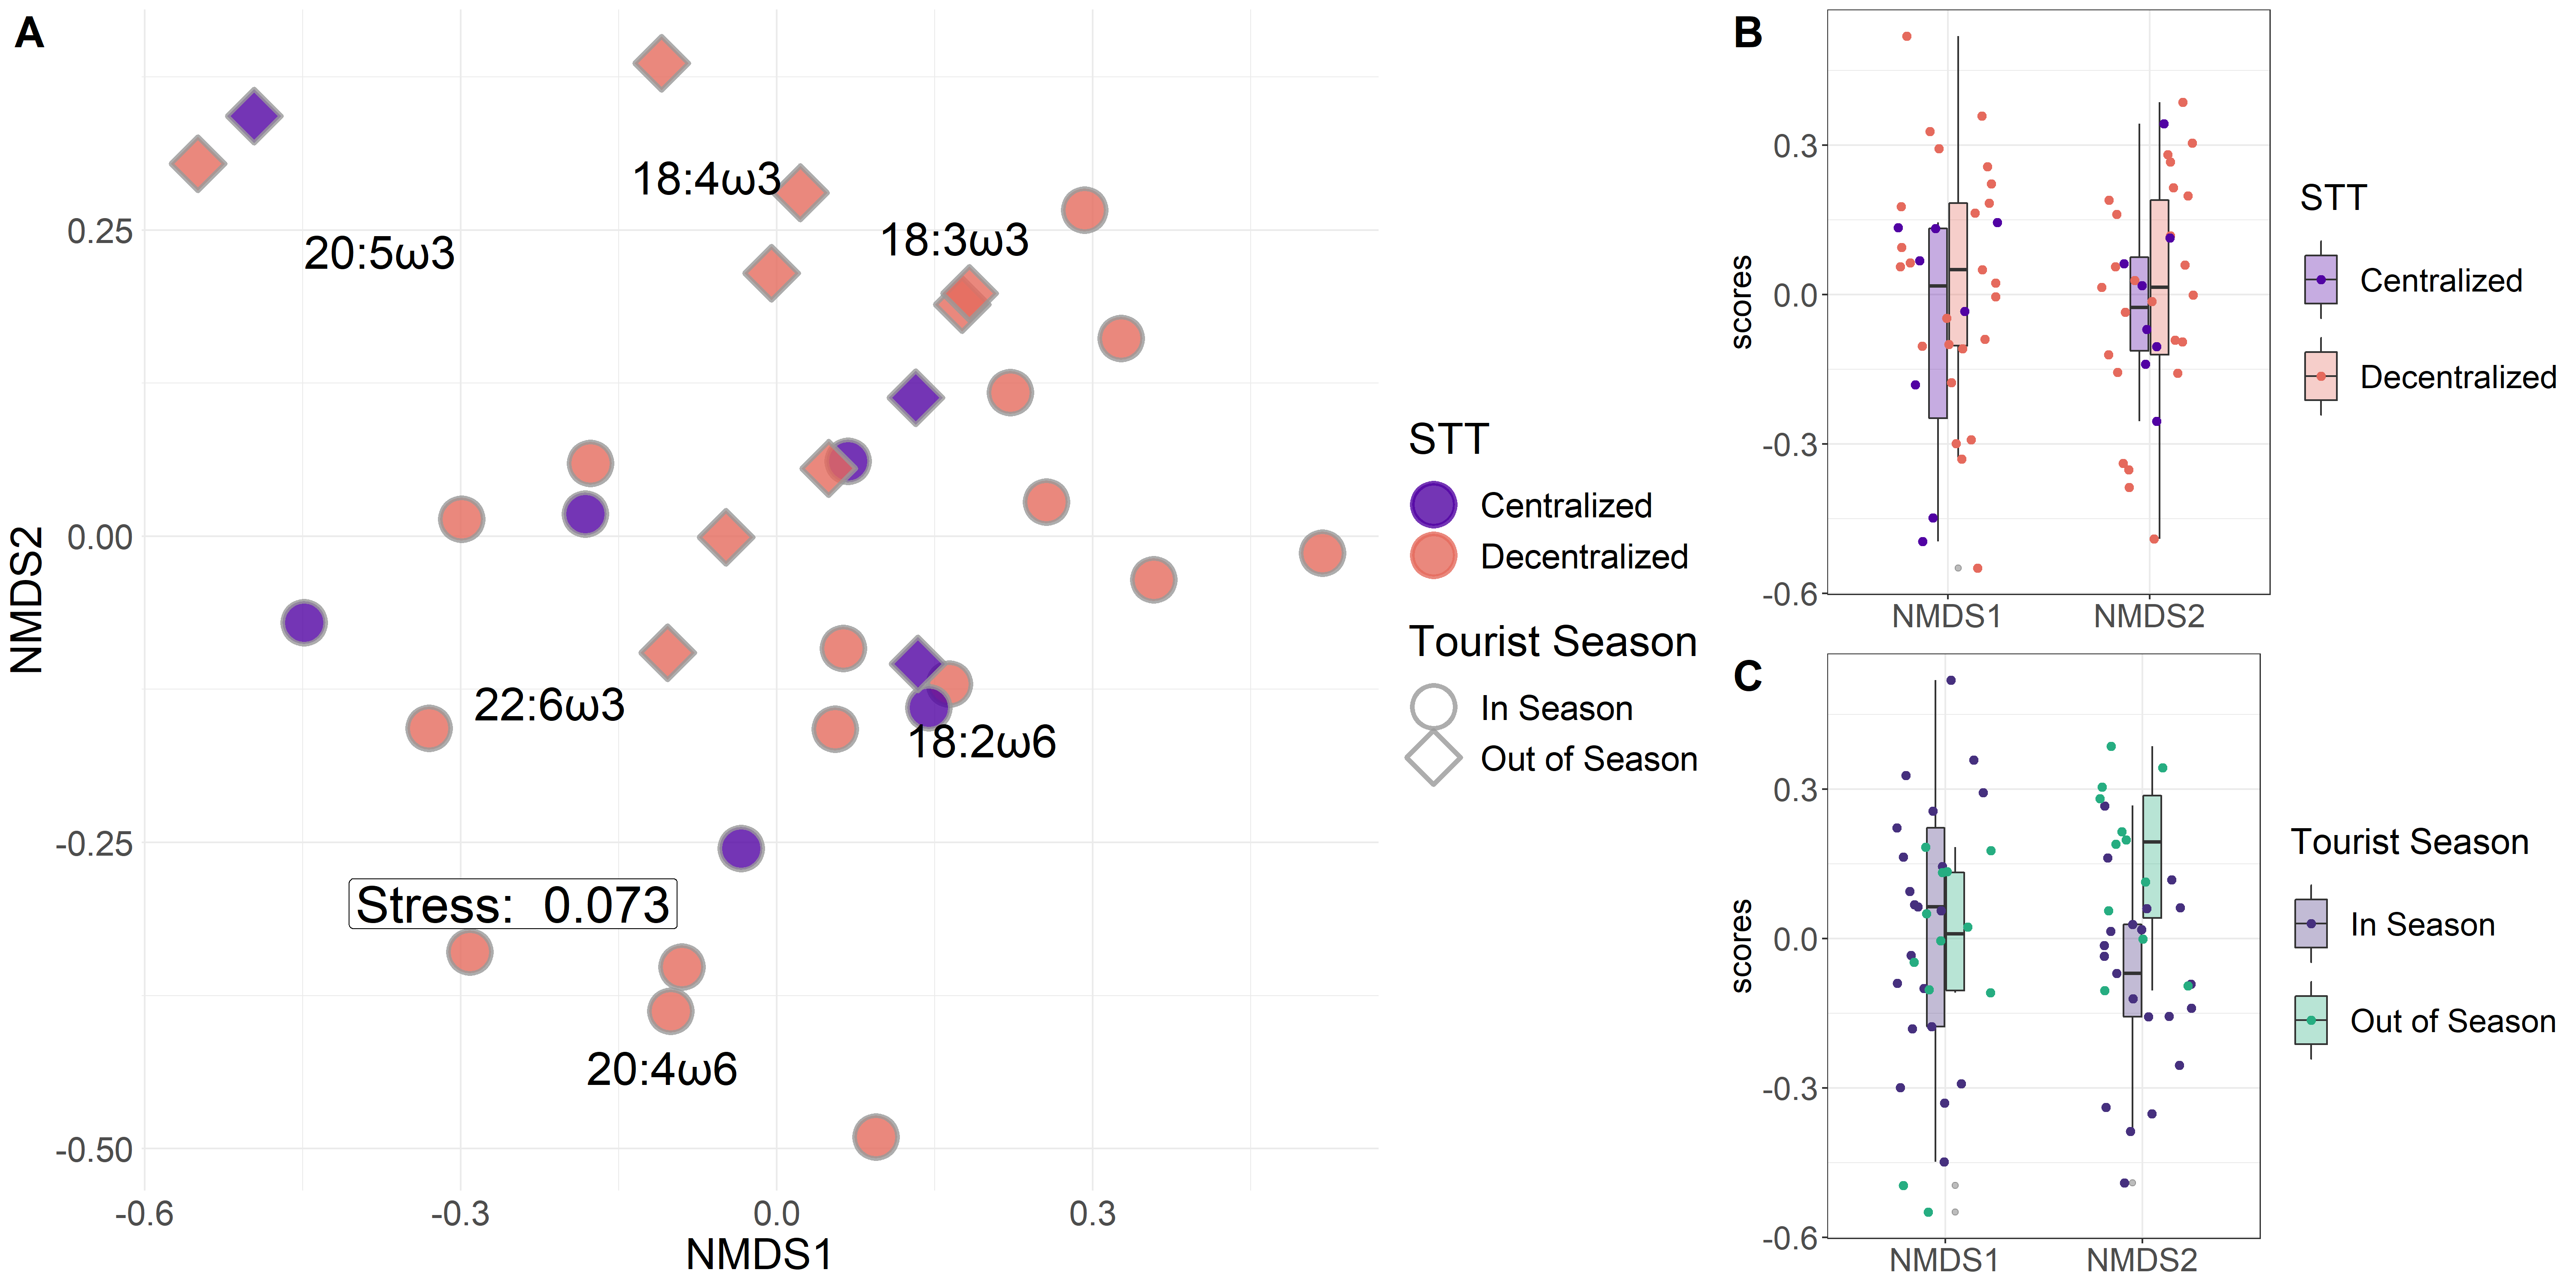 A
18:4ω3
18:3ω3
20:5ω3
22:6ω3
18:2ω6
Stress:  0.073
20:4ω6
0.25
0.00
-0.25
-0.50
-0.6
-0.3
0.0
0.3
NMDS1
NMDS2
STT
Centralized
Decentralized
Tourist Season
In Season
Out of Season
B
scores
0.3
0.0
-0.3
-0.6
NMDS1
NMDS2
STT
Centralized
Decentralized
C
scores
0.3
0.0
-0.3
-0.6
NMDS1
NMDS2
Tourist Season
In Season
Out of Season